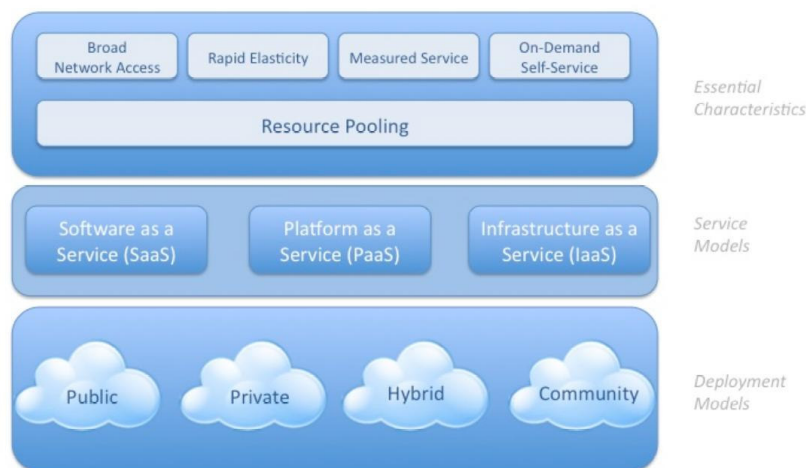 Broad
Network Access
Rapid Elasticity
Measured Service
On-Demand
Self-Service
Resource Pooling
Essential
Characteristics
Software as a
Service (SaaS)
Platform as a
Service (PaaS)
Infrastructure as a
Service (IaaS)
Service
Models
Public
Private
Hybrid
Community
Deployment
Models